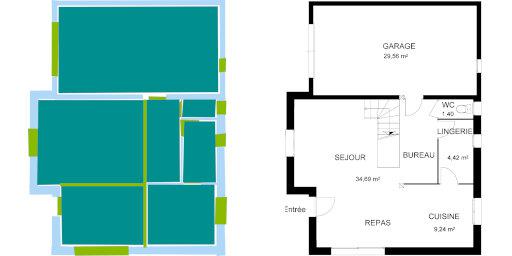 GARAGE
29,56 m²
WC
1,40
LINGERIE
SEJOUR
BUREAU
4,42 m²
34,69 m²
Entrée
REPAS
CUISINE
9,24 m²